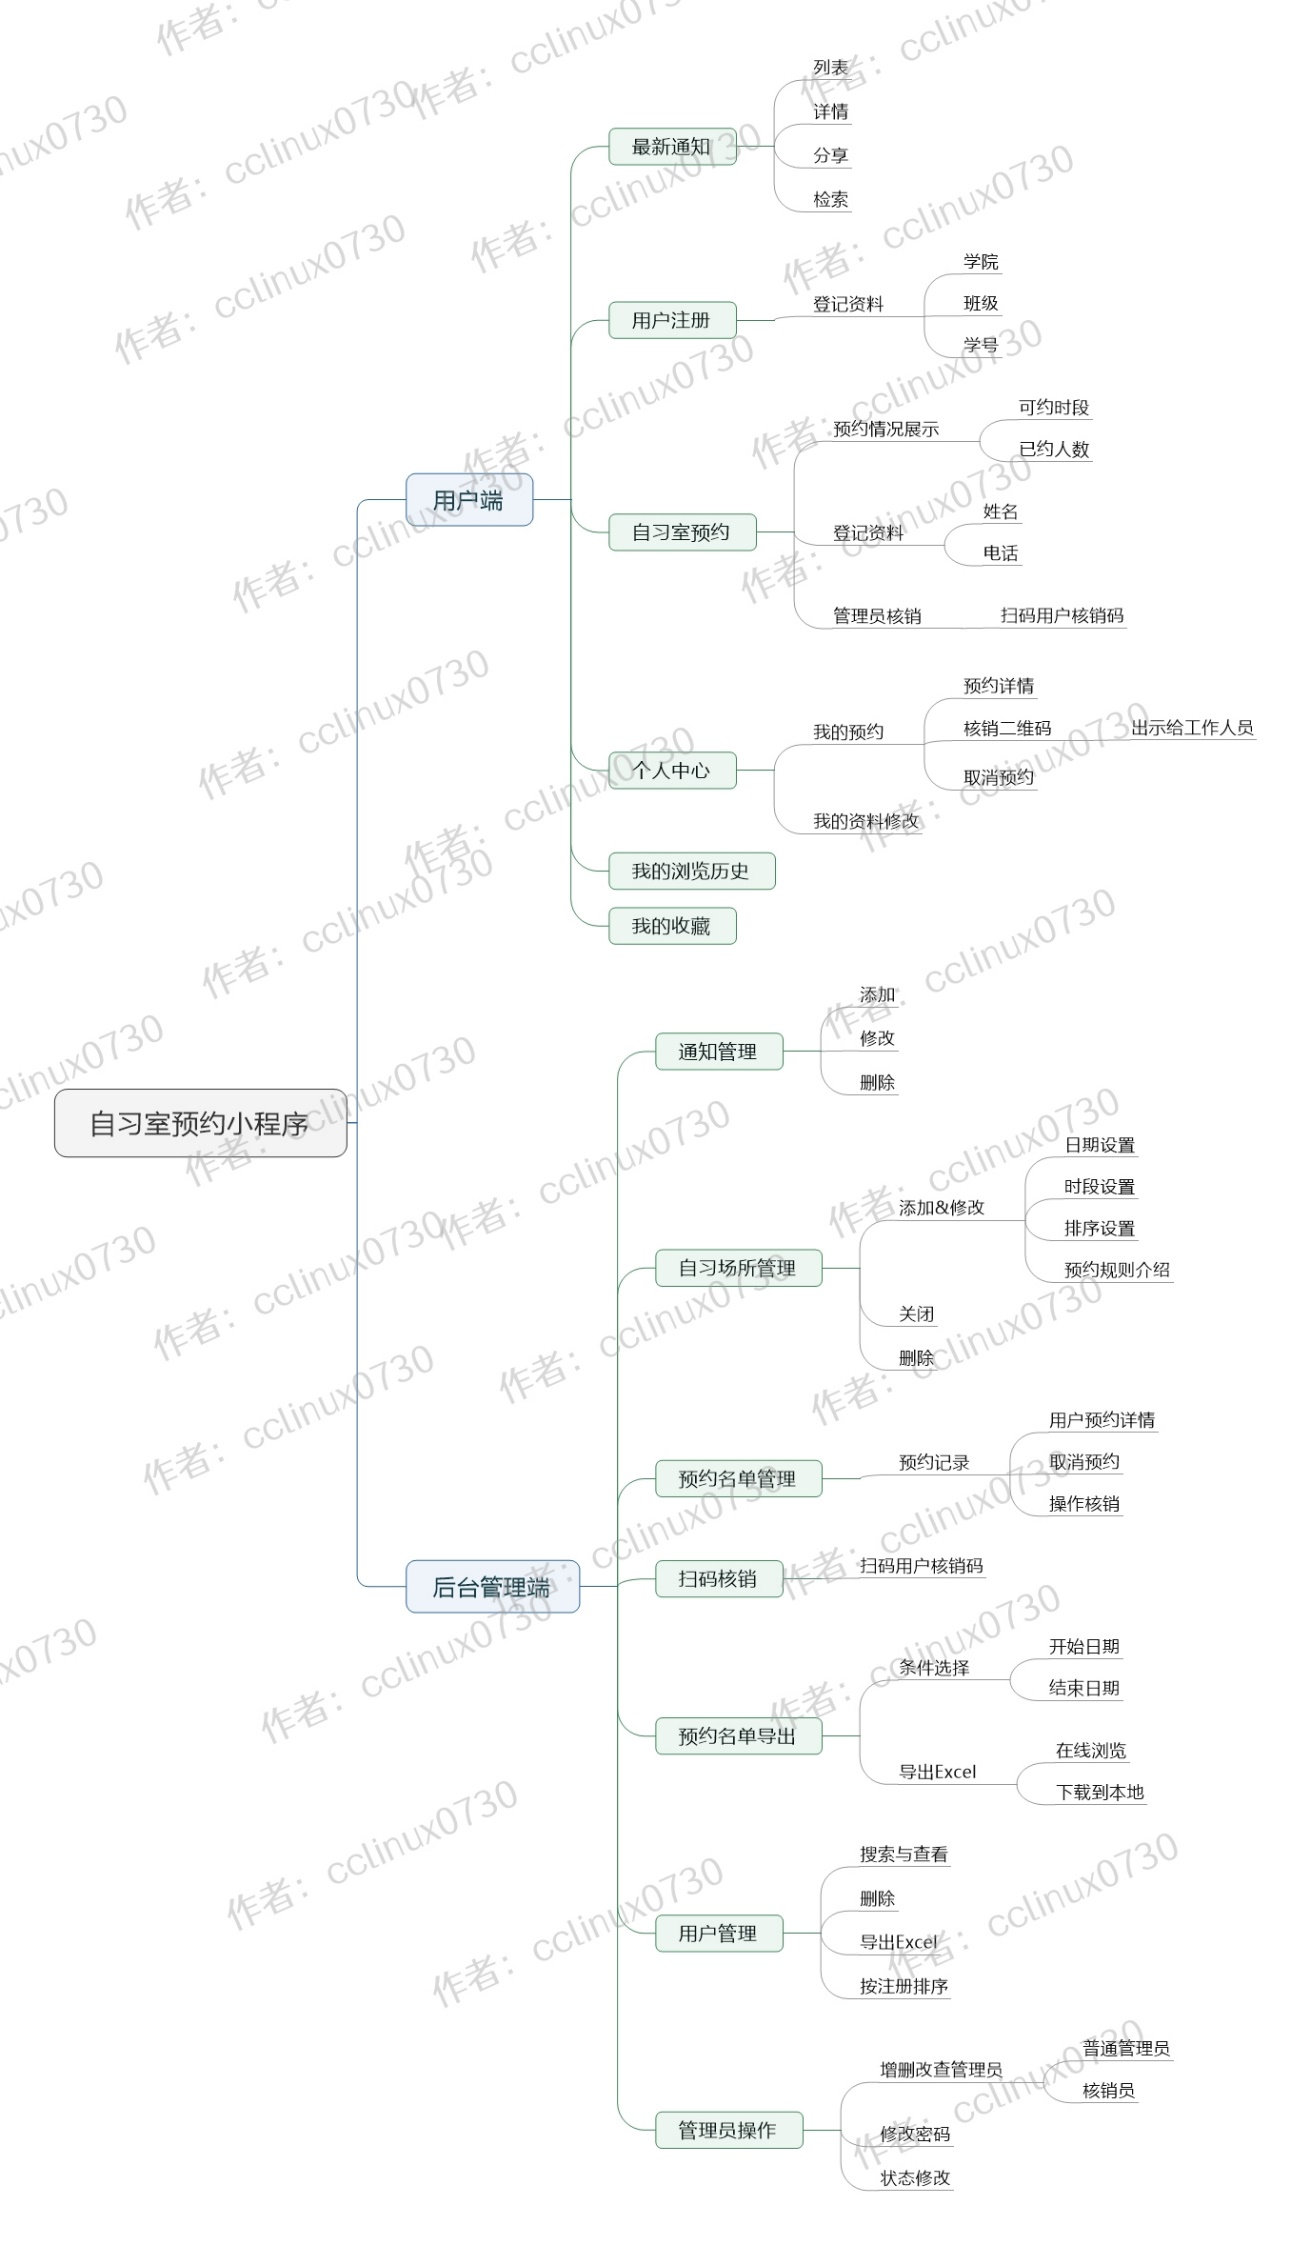 自习室预约小程序
用户端
最新通知
列表
详情
分享
检索
用户注册
登记资料
学院
班级
学号
自习室预约
预约情况展示
可约时段
已约人数
登记资料
姓名
电话
管理员核销
扫码用户核销码
个人中心
我的预约
预约详情
核销二维码
出示给工作人员
取消预约
我的资料修改
我的浏览历史
我的收藏
后台管理端
通知管理
添加
修改
删除
自习场所管理
添加&修改
日期设置
时段设置
排序设置
预约规则介绍
关闭
删除
预约名单管理
预约记录
用户预约详情
取消预约
操作核销
扫码核销
扫码用户核销码
预约名单导出
条件选择
开始日期
结束日期
导出Excel
在线浏览
下载到本地
用户管理
搜索与查看
删除
导出Excel
按注册排序
管理员操作
增删改查管理员
普通管理员
核销员
修改密码
状态修改
作者：cclinux0730